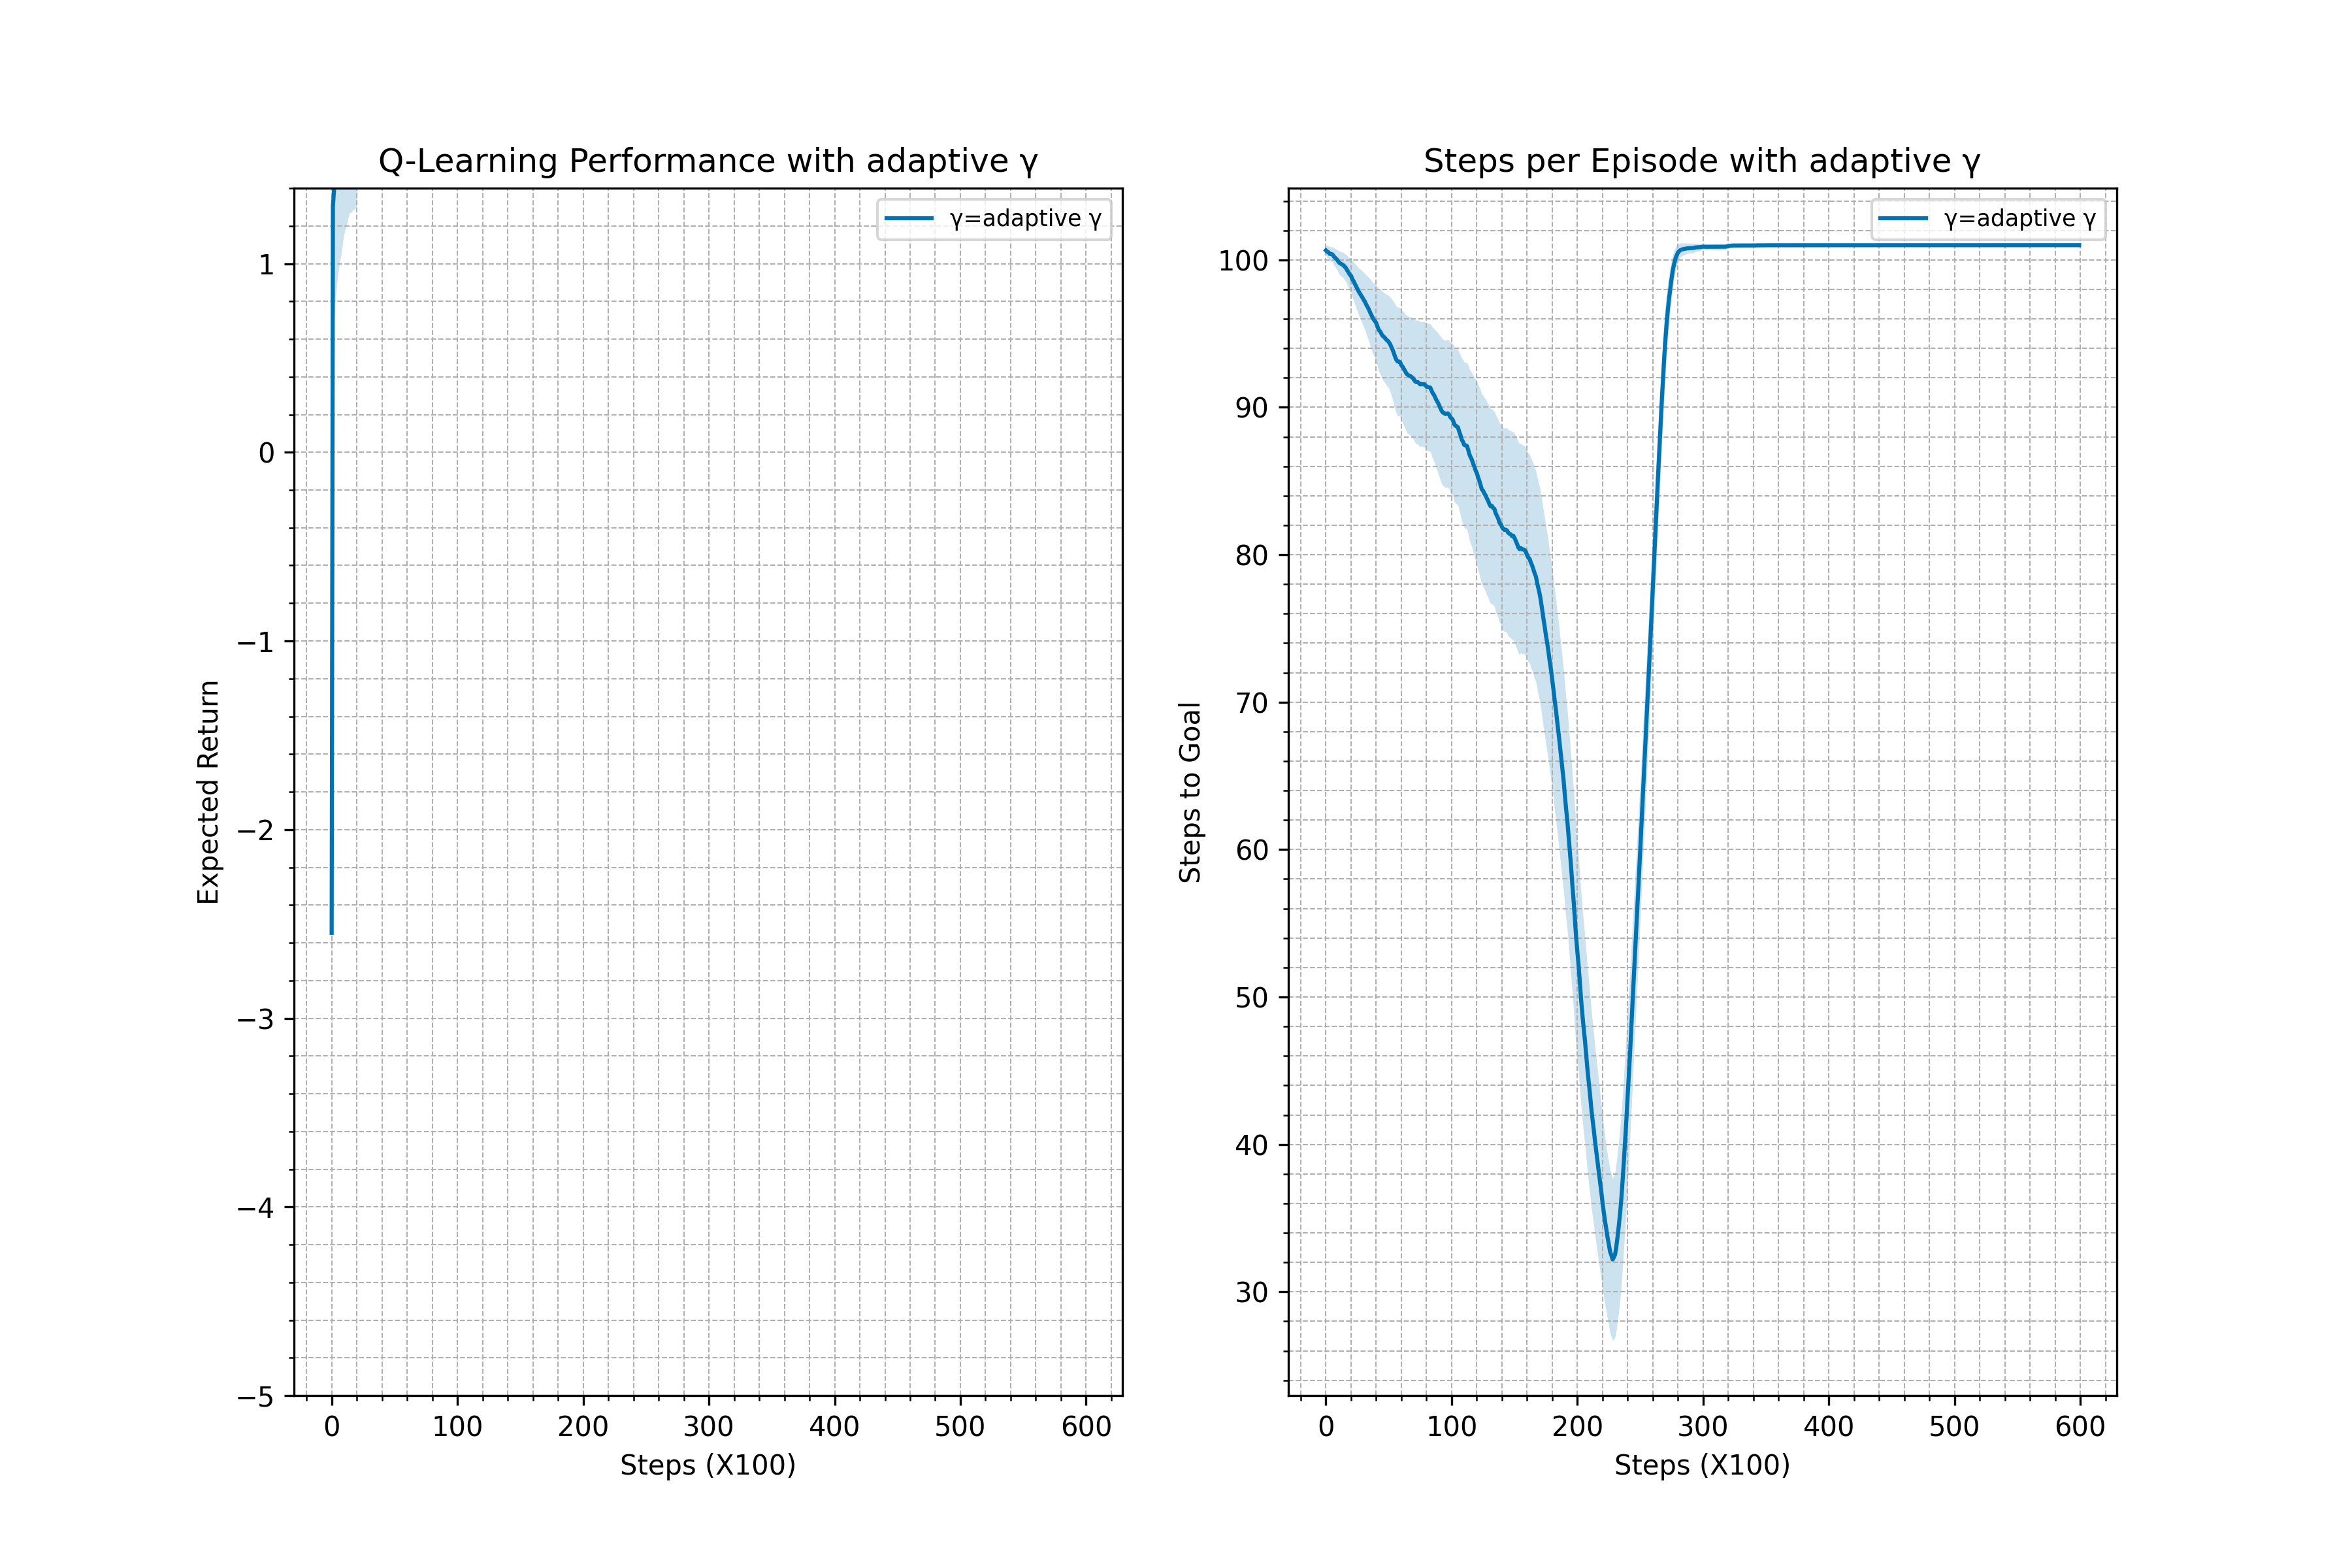 Q-Learning Performance with adaptive γ
γ=adaptive γ
1
0
−1
−2
−3
−4
−5
Expected Return
0 100 200 300 400 500 600
Steps (X100)
Steps per Episode with adaptive γ
γ=adaptive γ
100
90
80
70
60
50
40
30
Steps to Goal
0 100 200 300 400 500 600
Steps (X100)